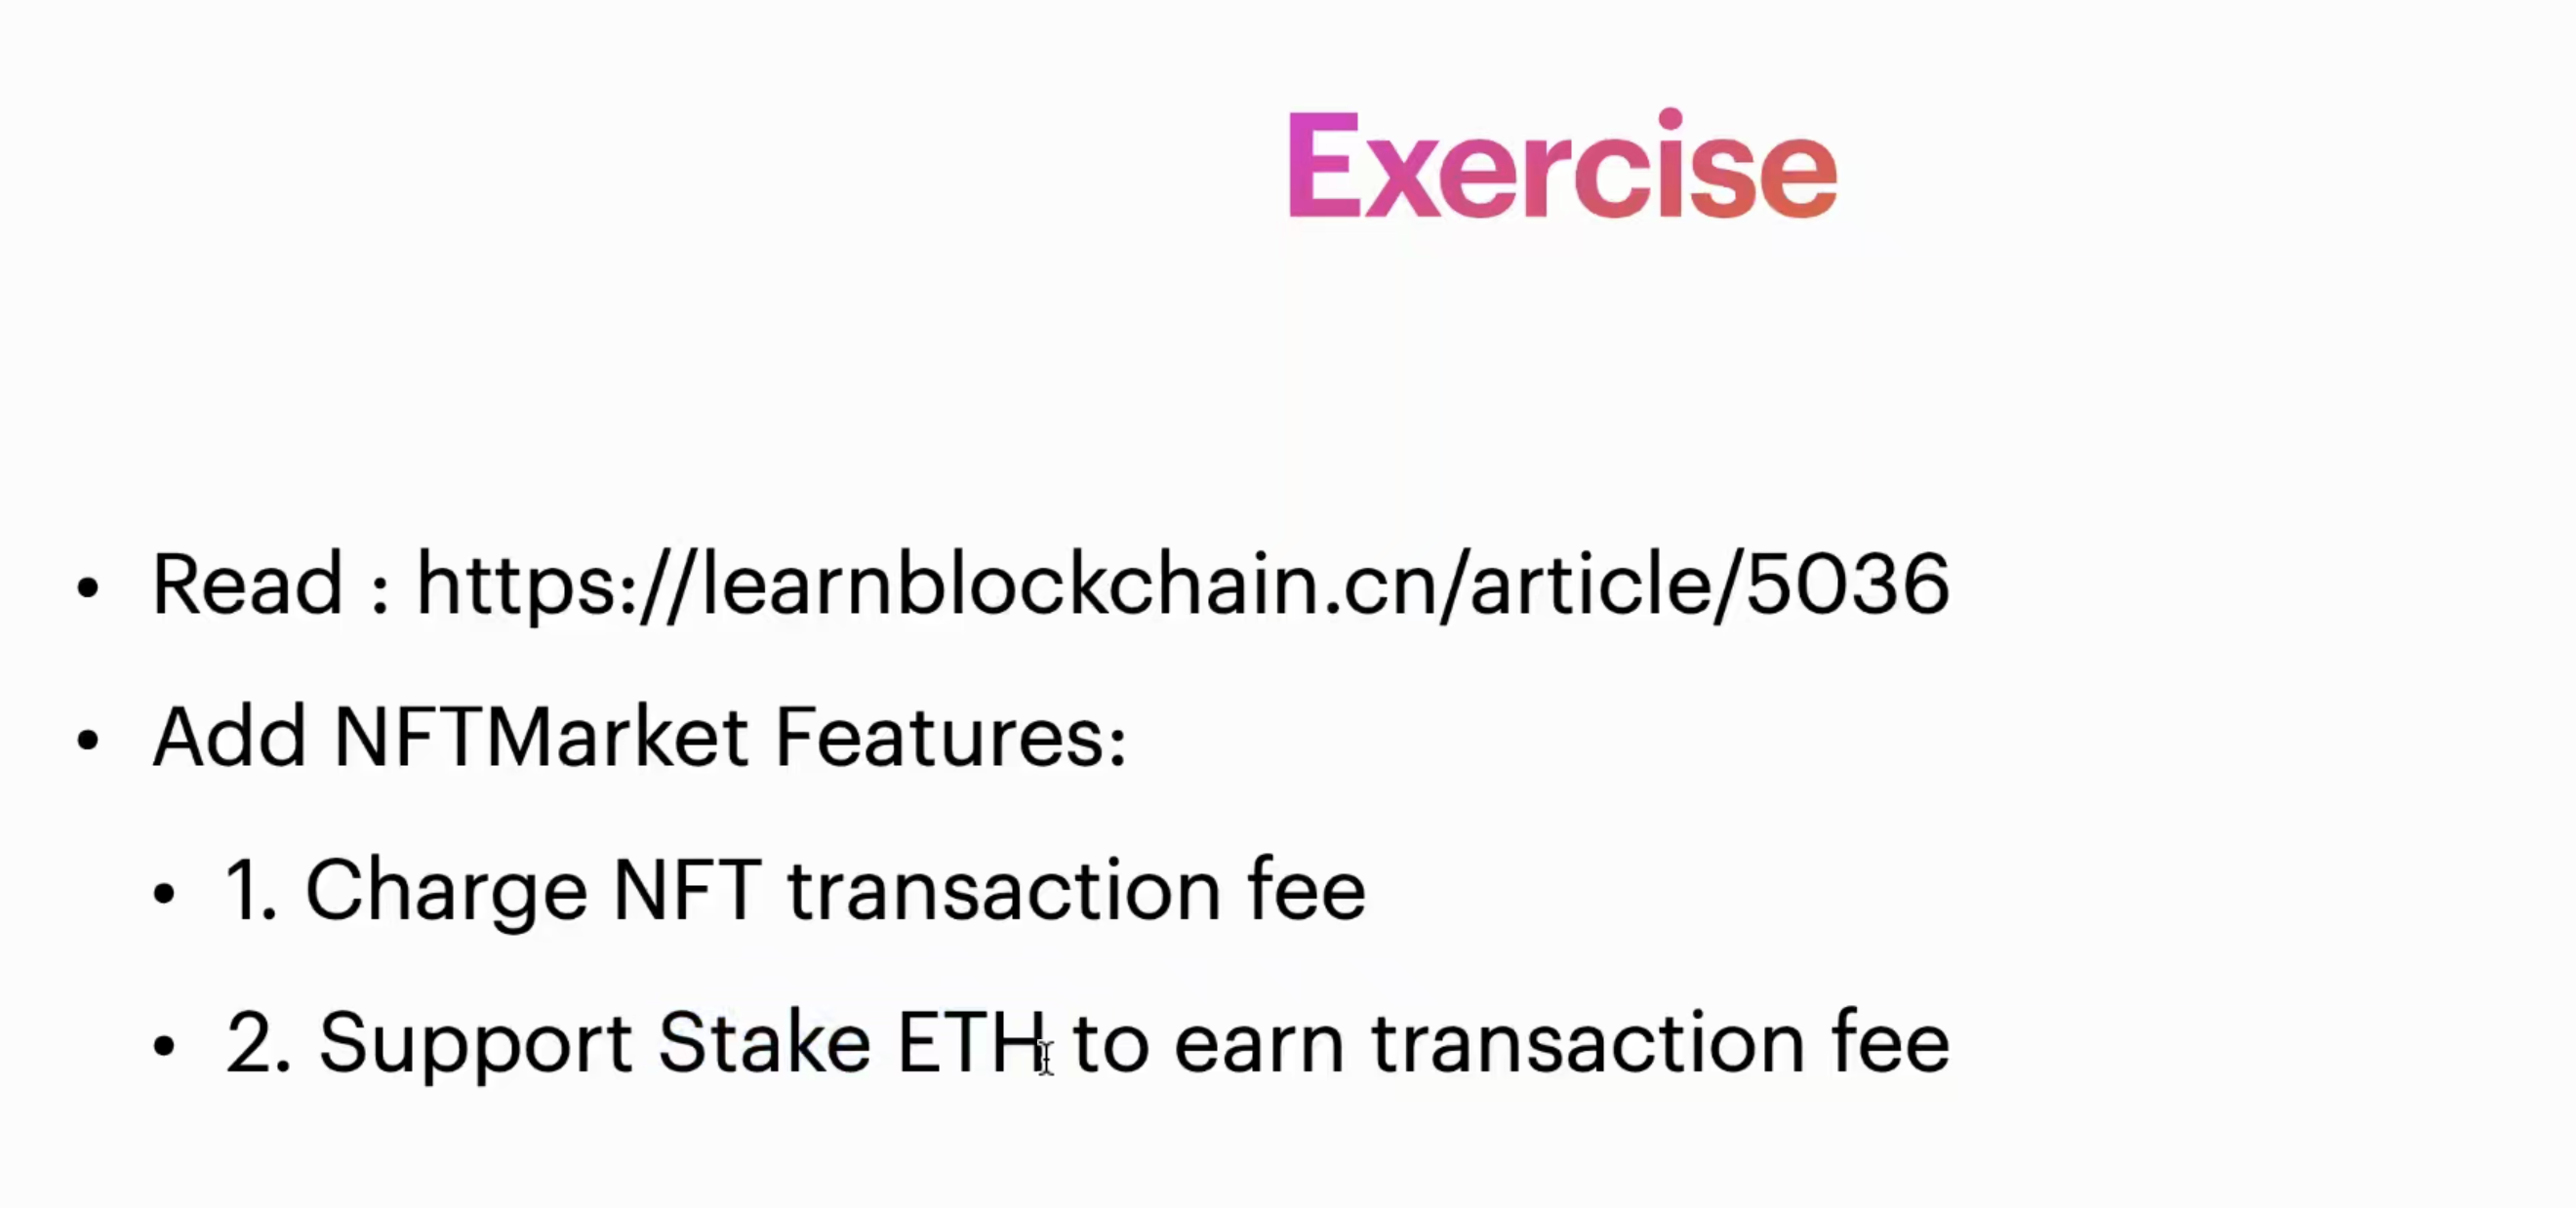 Exercise
• Read : https://learnblockchain.cn/article/5036
• Add NFTMarket Features:
• 1. Charge NFT transaction fee
• 2. Support Stake ETH to earn transaction fee